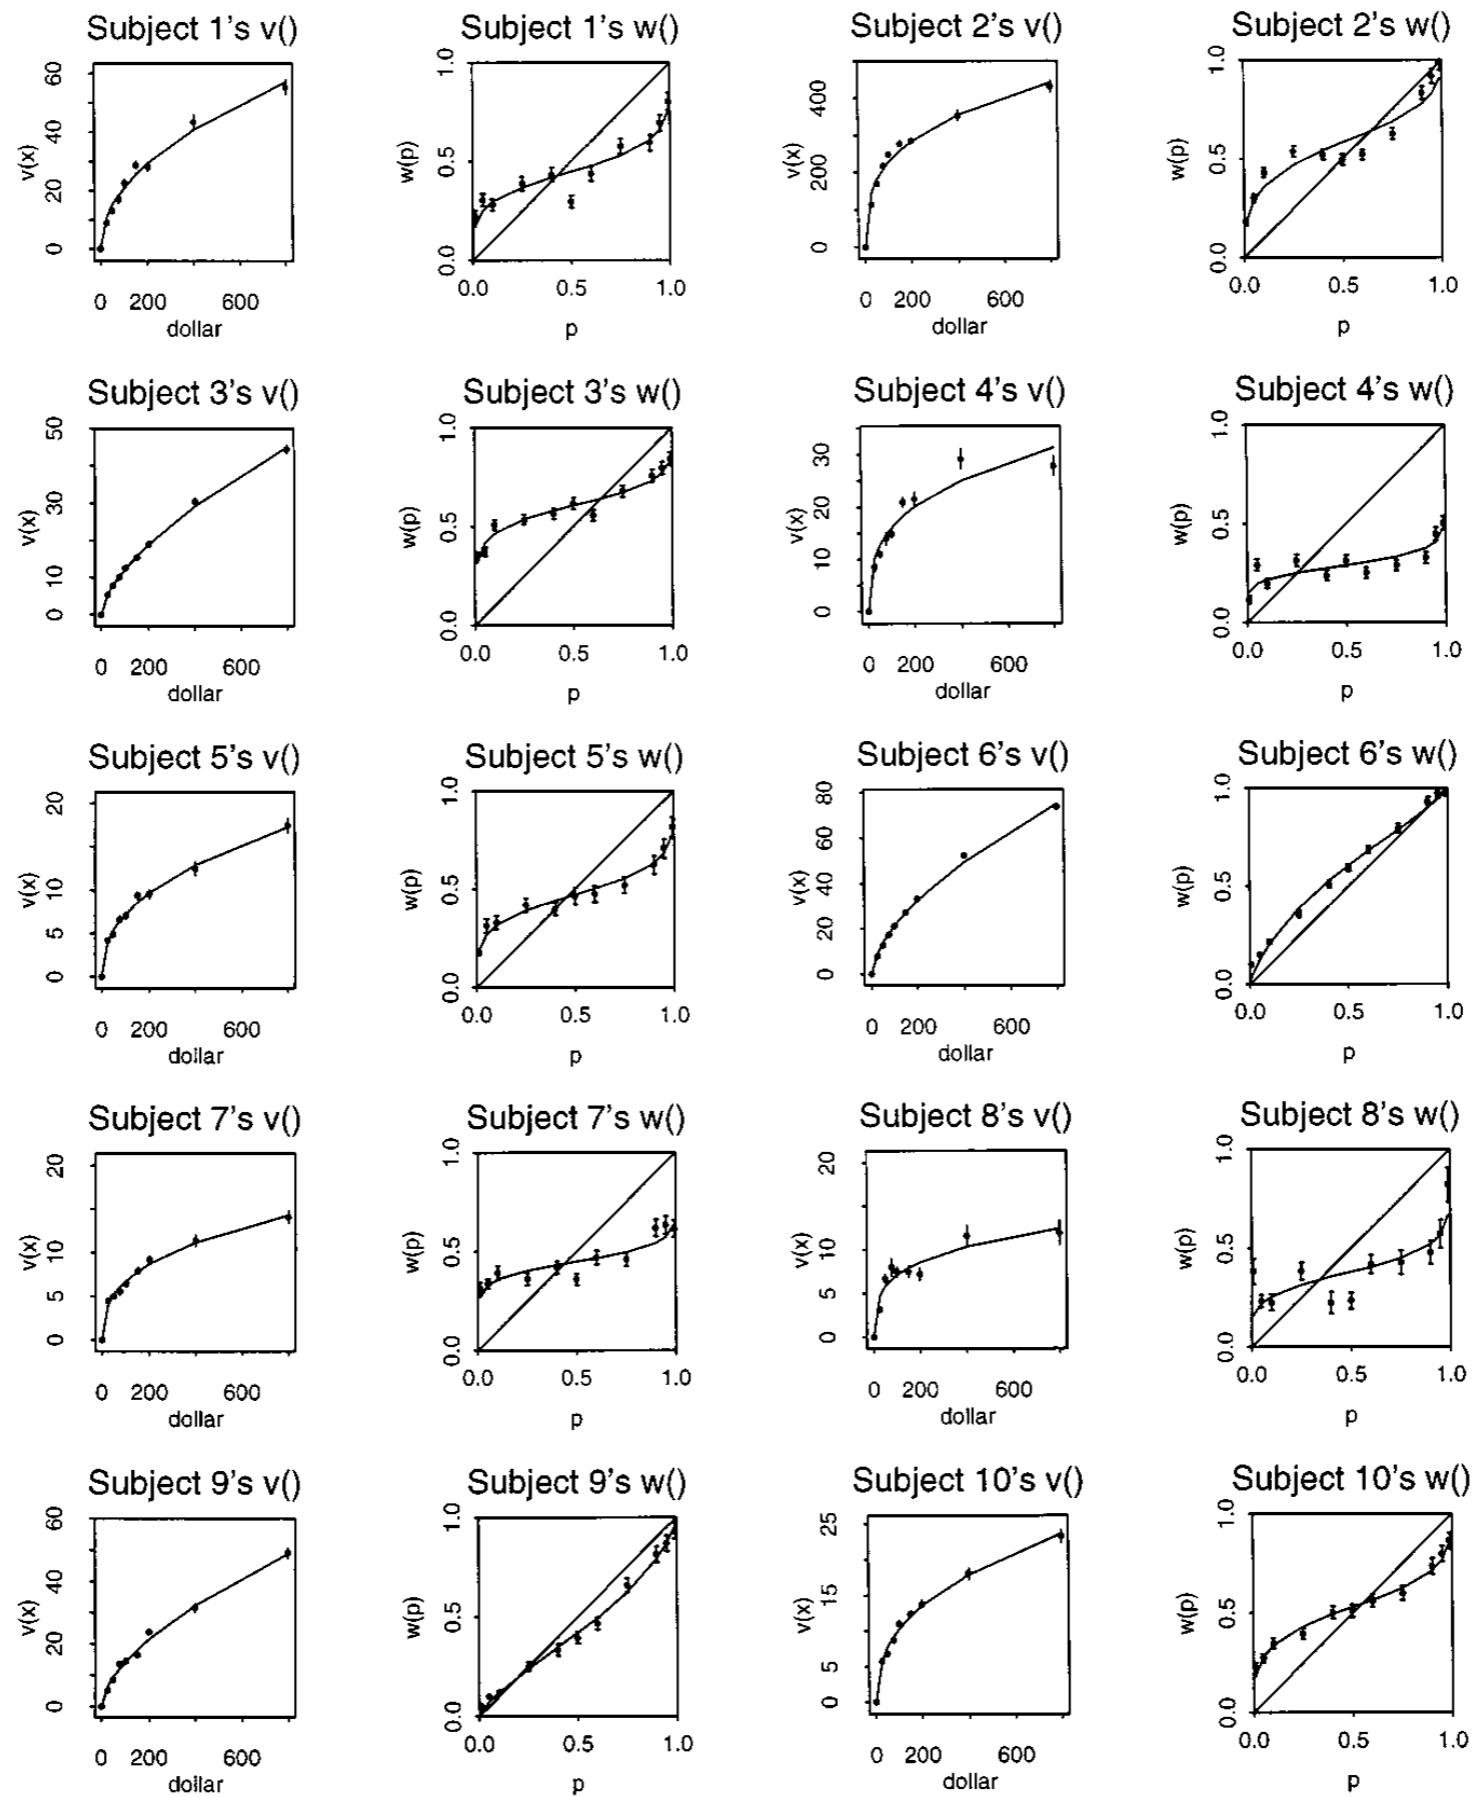 Subject 1's v()
60
40
20
0
v(x)
0 200 600
dollar
Subject 1's w()
1.0
0.5
0.0
w(p)
0.0 0.5 1.0
p
Subject 2's v()
400
200
0
v(x)
0 200 600
dollar
Subject 2's w()
1.0
0.5
0.0
w(p)
0.0 0.5 1.0
p
Subject 3's v()
50
30
10
0
v(x)
0 200 600
dollar
Subject 3's w()
1.0
0.5
0.0
w(p)
0.0 0.5 1.0
p
Subject 4's v()
30
20
10
0
v(x)
0 200 600
dollar
Subject 4's w()
1.0
0.5
0.0
w(p)
0.0 0.5 1.0
p
Subject 5's v()
20
10
5
0
v(x)
0 200 600
dollar
Subject 5's w()
1.0
0.5
0.0
w(p)
0.0 0.5 1.0
p
Subject 6's v()
80
60
40
20
0
v(x)
0 200 600
dollar
Subject 6's w()
1.0
0.5
0.0
w(p)
0.0 0.5 1.0
p
Subject 7's v()
20
10
5
0
v(x)
0 200 600
dollar
Subject 7's w()
1.0
0.5
0.0
w(p)
0.0 0.5 1.0
p
Subject 8's v()
20
10
5
0
v(x)
0 200 600
dollar
Subject 8's w()
1.0
0.5
0.0
w(p)
0.0 0.5 1.0
p
Subject 9's v()
60
40
20
0
v(x)
0 200 600
dollar
Subject 9's w()
1.0
0.5
0.0
w(p)
0.0 0.5 1.0
p
Subject 10's v()
25
15
5
0
v(x)
0 200 600
dollar
Subject 10's w()
1.0
0.5
0.0
w(p)
0.0 0.5 1.0
p